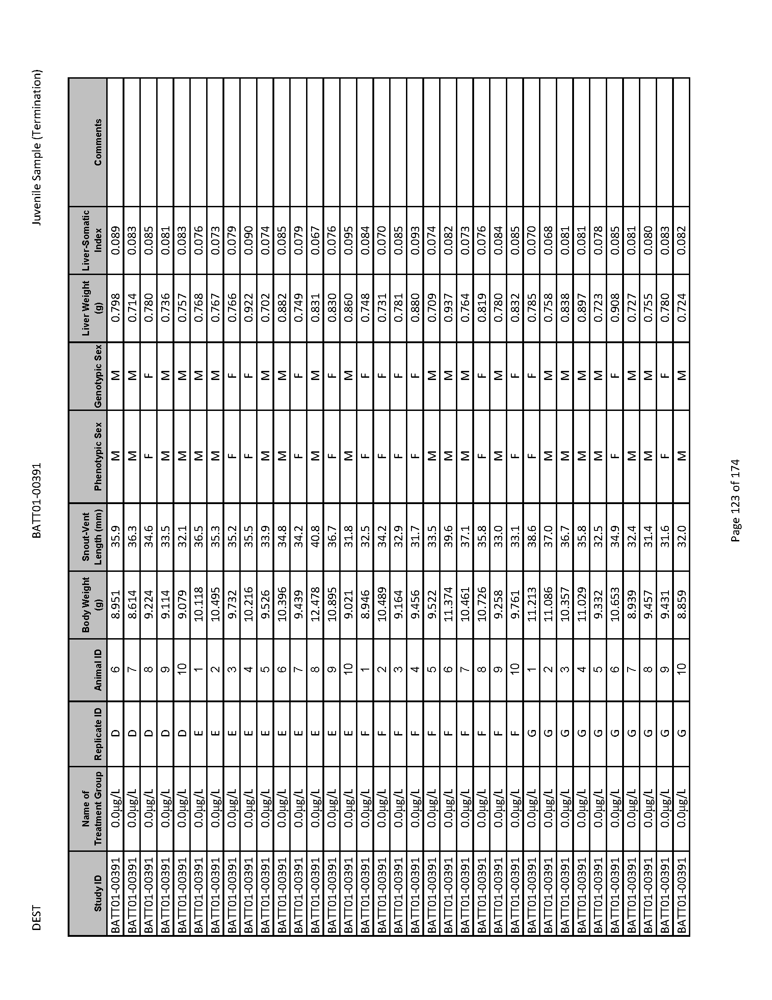 DEST BATT01-00391 Juvenile Sample (Termination)
Study ID Name of Treatment Group Replicate ID Animal ID Body Weight (g) Snout-Vent Length (mm) Phenotypic Sex Genotypic Sex Liver Weight (g) Liver-Somatic Index Comments
BATT01-00391 0.0µg/L D 6 8.951 35.9 M M 0.798 0.089
BATT01-00391 0.0µg/L D 7 8.614 36.3 M M 0.714 0.083
BATT01-00391 0.0µg/L D 8 9.224 34.6 F F 0.780 0.085
BATT01-00391 0.0µg/L D 9 9.114 33.5 M M 0.736 0.081
BATT01-00391 0.0µg/L D 10 9.079 32.1 M M 0.757 0.083
BATT01-00391 0.0µg/L E 1 10.118 36.5 M M 0.768 0.076
BATT01-00391 0.0µg/L E 2 10.495 35.3 M M 0.767 0.073
BATT01-00391 0.0µg/L E 3 9.732 35.2 F F 0.766 0.079
BATT01-00391 0.0µg/L E 4 10.216 35.5 F F 0.922 0.090
BATT01-00391 0.0µg/L E 5 9.526 33.9 M M 0.702 0.074
BATT01-00391 0.0µg/L E 6 10.396 34.8 M M 0.882 0.085
BATT01-00391 0.0µg/L E 7 9.439 34.2 F F 0.749 0.079
BATT01-00391 0.0µg/L E 8 12.478 40.8 M M 0.831 0.067
BATT01-00391 0.0µg/L E 9 10.895 36.7 F F 0.830 0.076
BATT01-00391 0.0µg/L E 10 9.021 31.8 M M 0.860 0.095
BATT01-00391 0.0µg/L F 1 8.946 32.5 F F 0.748 0.084
BATT01-00391 0.0µg/L F 2 10.489 34.2 F F 0.731 0.070
BATT01-00391 0.0µg/L F 3 9.164 32.9 F F 0.781 0.085
BATT01-00391 0.0µg/L F 4 9.456 31.7 F F 0.880 0.093
BATT01-00391 0.0µg/L F 5 9.522 33.5 M M 0.709 0.074
BATT01-00391 0.0µg/L F 6 11.374 39.6 M M 0.937 0.082
BATT01-00391 0.0µg/L F 7 10.461 37.1 M M 0.764 0.073
BATT01-00391 0.0µg/L F 8 10.726 35.8 F F 0.819 0.076
BATT01-00391 0.0µg/L F 9 9.258 33.0 M M 0.780 0.084
BATT01-00391 0.0µg/L F 10 9.761 33.1 F F 0.832 0.085
BATT01-00391 0.0µg/L G 1 11.213 38.6 F F 0.785 0.070
BATT01-00391 0.0µg/L G 2 11.086 37.0 M M 0.758 0.068
BATT01-00391 0.0µg/L G 3 10.357 36.7 M M 0.838 0.081
BATT01-00391 0.0µg/L G 4 11.029 35.8 M M 0.897 0.081
BATT01-00391 0.0µg/L G 5 9.332 32.5 M M 0.723 0.078
BATT01-00391 0.0µg/L G 6 10.653 34.9 F F 0.908 0.085
BATT01-00391 0.0µg/L G 7 8.939 32.4 M M 0.727 0.081
BATT01-00391 0.0µg/L G 8 9.457 31.4 M M 0.755 0.080
BATT01-00391 0.0µg/L G 9 9.431 31.6 F F 0.780 0.083
BATT01-00391 0.0µg/L G 10 8.859 32.0 M M 0.724 0.082
Page 123 of 174